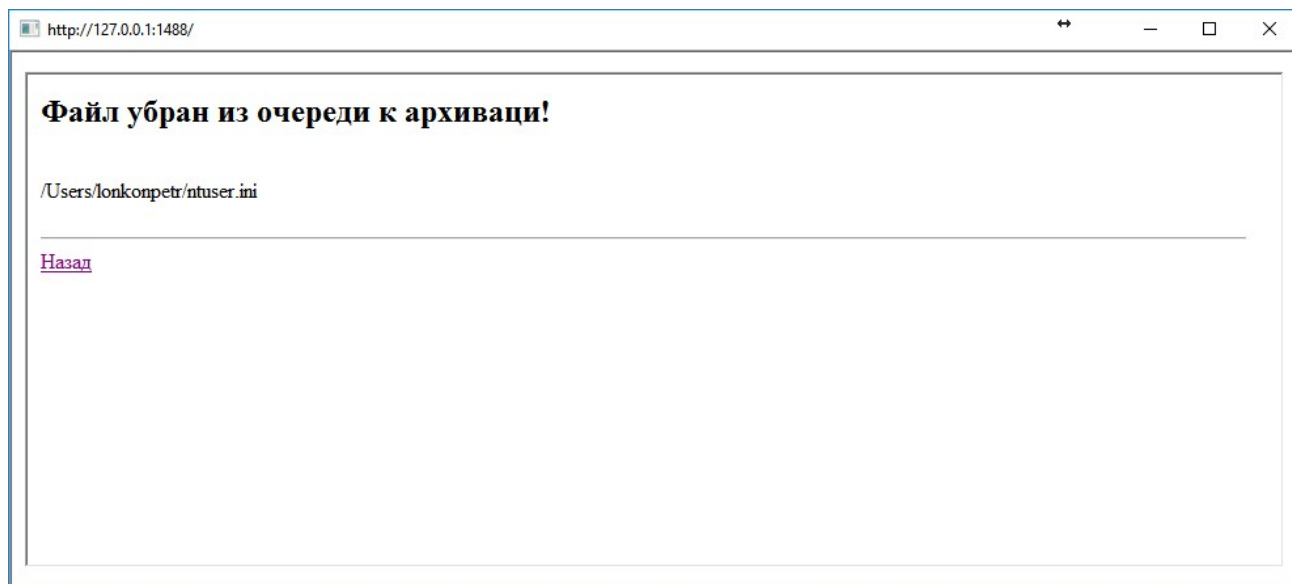 http://127.0.0.1:1488/
Файл убран из очереди к архиваци!
/Users/lonkonpetr/ntuser.ini
Назад